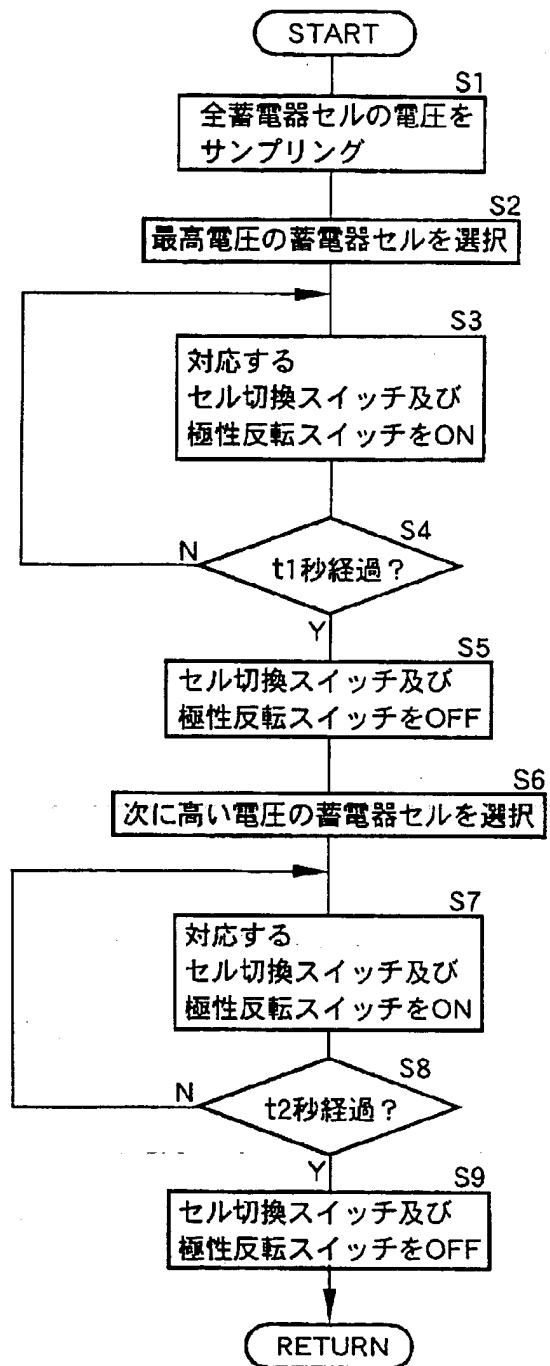 START
S1
全蓄電器セルの電圧を
サンプリング
S2
最高電圧の蓄電器セルを選択
S3
対応する
セル切換スイッチ及び
極性反転スイッチをON
S4
N
t1秒経過？
Y
S5
セル切換スイッチ及び
極性反転スイッチをOFF
S6
次に高い電圧の蓄電器セルを選択
S7
対応する
セル切換スイッチ及び
極性反転スイッチをON
S8
N
t2秒経過？
Y
S9
セル切換スイッチ及び
極性反転スイッチをOFF
RETURN